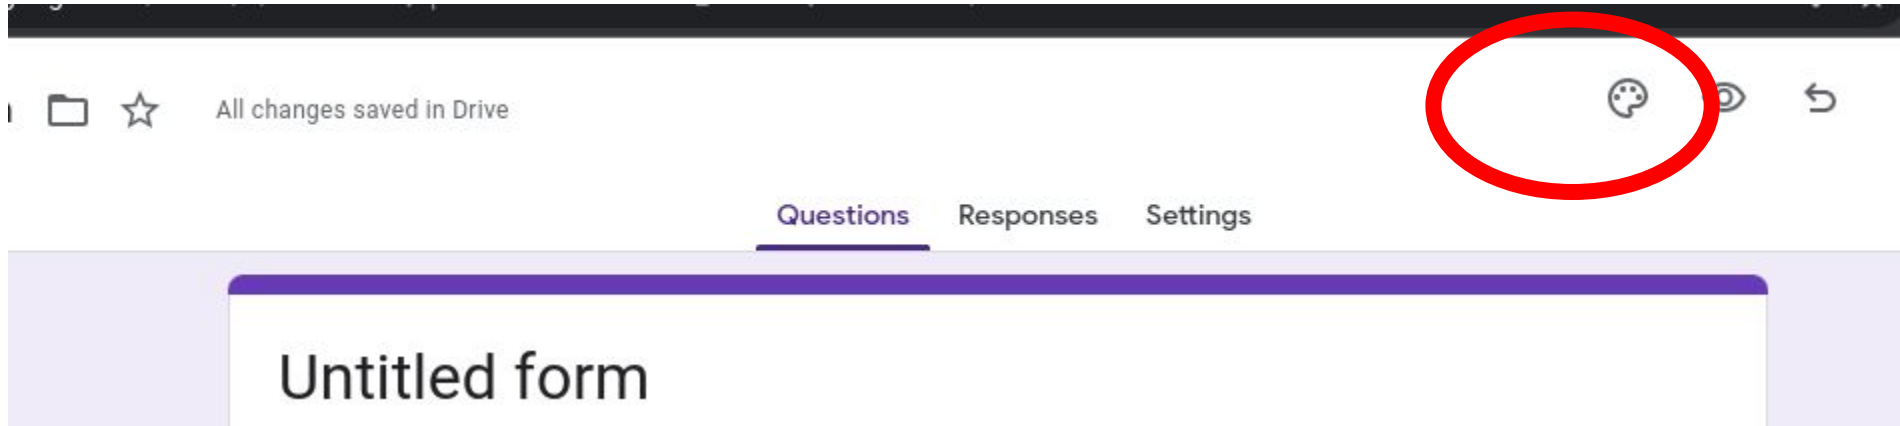 All changes saved in Drive
Questions Responses Settings
Untitled form